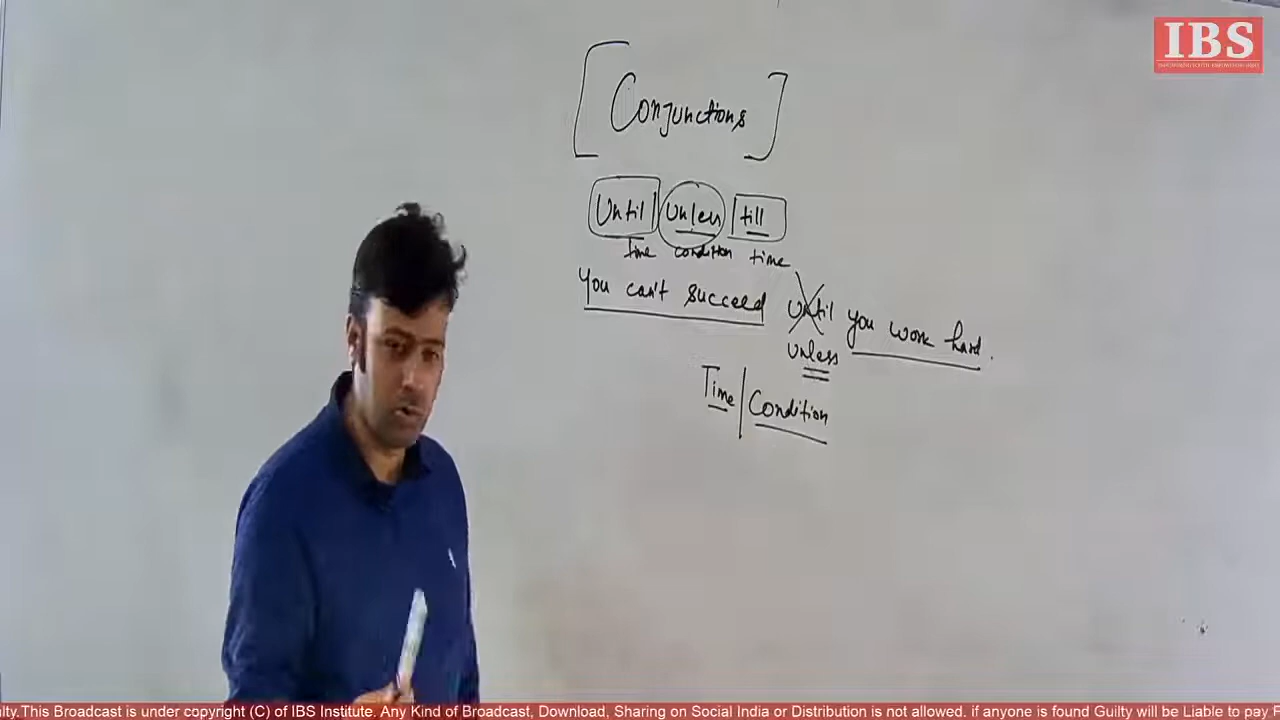 IBS
[Conjunctions]
Until Unless till
Time condition time
You can't succeed until you work hard.
unless
Time | Condition
lty.This Broadcast is under copyright (C) of IBS Institute. Any Kind of Broadcast, Download, Sharing on Social India or Distribution is not allowed. if anyone is found Guilty will be Liable to pay F